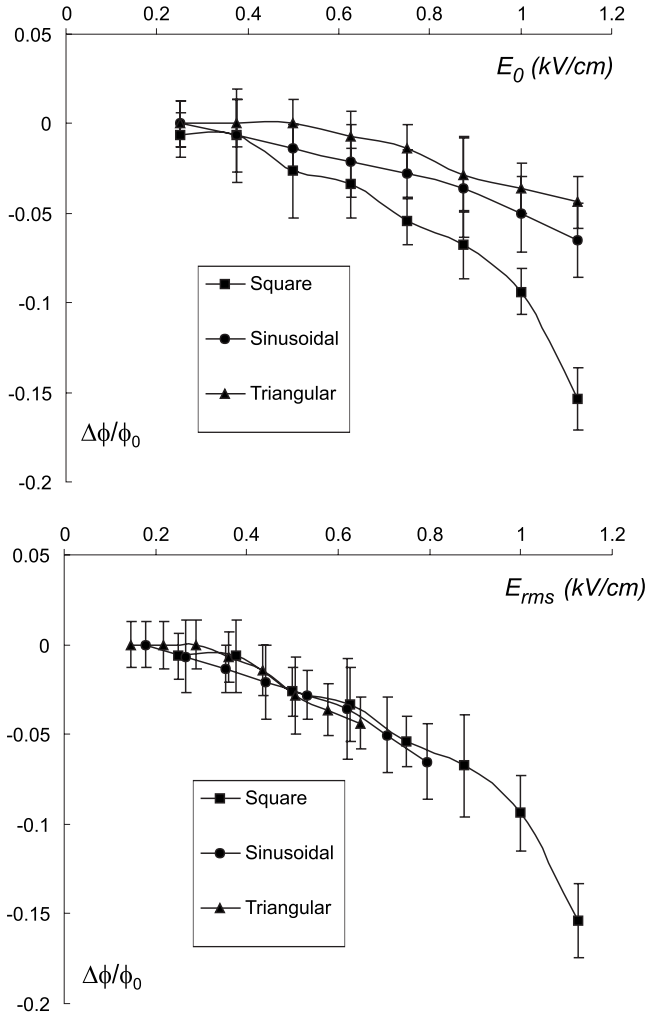 0 0.2 0.4 0.6 0.8 1 1.2
0.05
E0 (kV/cm)
0
-0.05
-0.1
Square
Sinusoidal
-0.15
Triangular
Δϕ/ϕ0
-0.2
0 0.2 0.4 0.6 0.8 1 1.2
0.05
Erms (kV/cm)
0
-0.05
Square
-0.1
Sinusoidal
Triangular
-0.15
Δϕ/ϕ0
-0.2